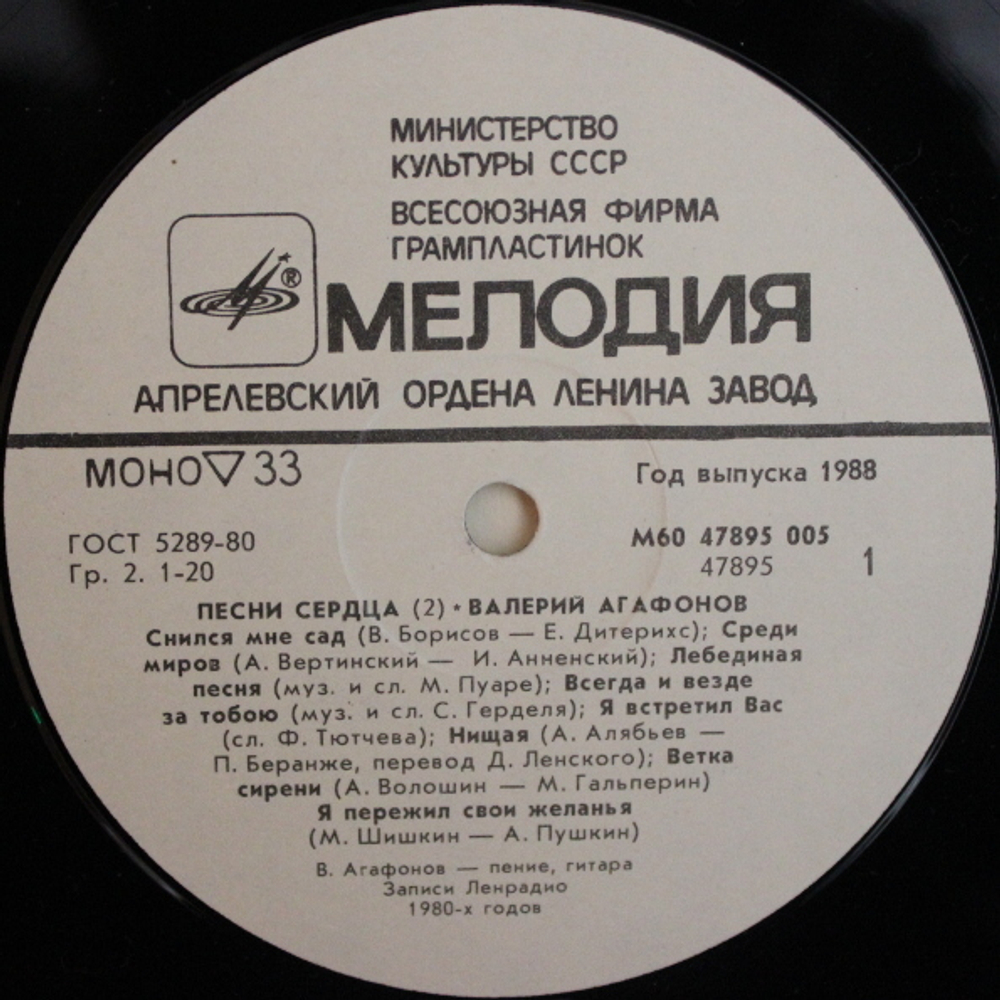 МИНИСТЕРСТВО
КУЛЬТУРЫ СССР
ВСЕСОЮЗНАЯ ФИРМА
ГРАМПЛАСТИНОК
®
МЕЛОДИЯ
АПРЕЛЕВСКИЙ ОРДЕНА ЛЕНИНА ЗАВОД
МОНО▽33
Год выпуска 1988
ГОСТ 5289-80
М60 47895 005
Гр. 2. 1-20
47895 1
ПЕСНИ СЕРДЦА (2) * ВАЛЕРИЙ АГАФОНОВ
Снился мне сад (В. Борисов — Е. Дитерихс); Среди
миров (А. Вертинский — И. Анненский); Лебединая
песня (муз. и сл. М. Пуаре); Всегда и везде
за тобою (муз. и сл. С. Герделя); Я встретил Вас
(сл. Ф. Тютчева); Нищая (А. Алябьев —
П. Беранже, перевод Д. Ленского); Ветка
сирени (А. Волошин — М. Гальперин)
Я пережил свои желанья
(М. Шишкин — А. Пушкин)
В. Агафонов — пение, гитара
Записи Ленрадио
1980-х годов